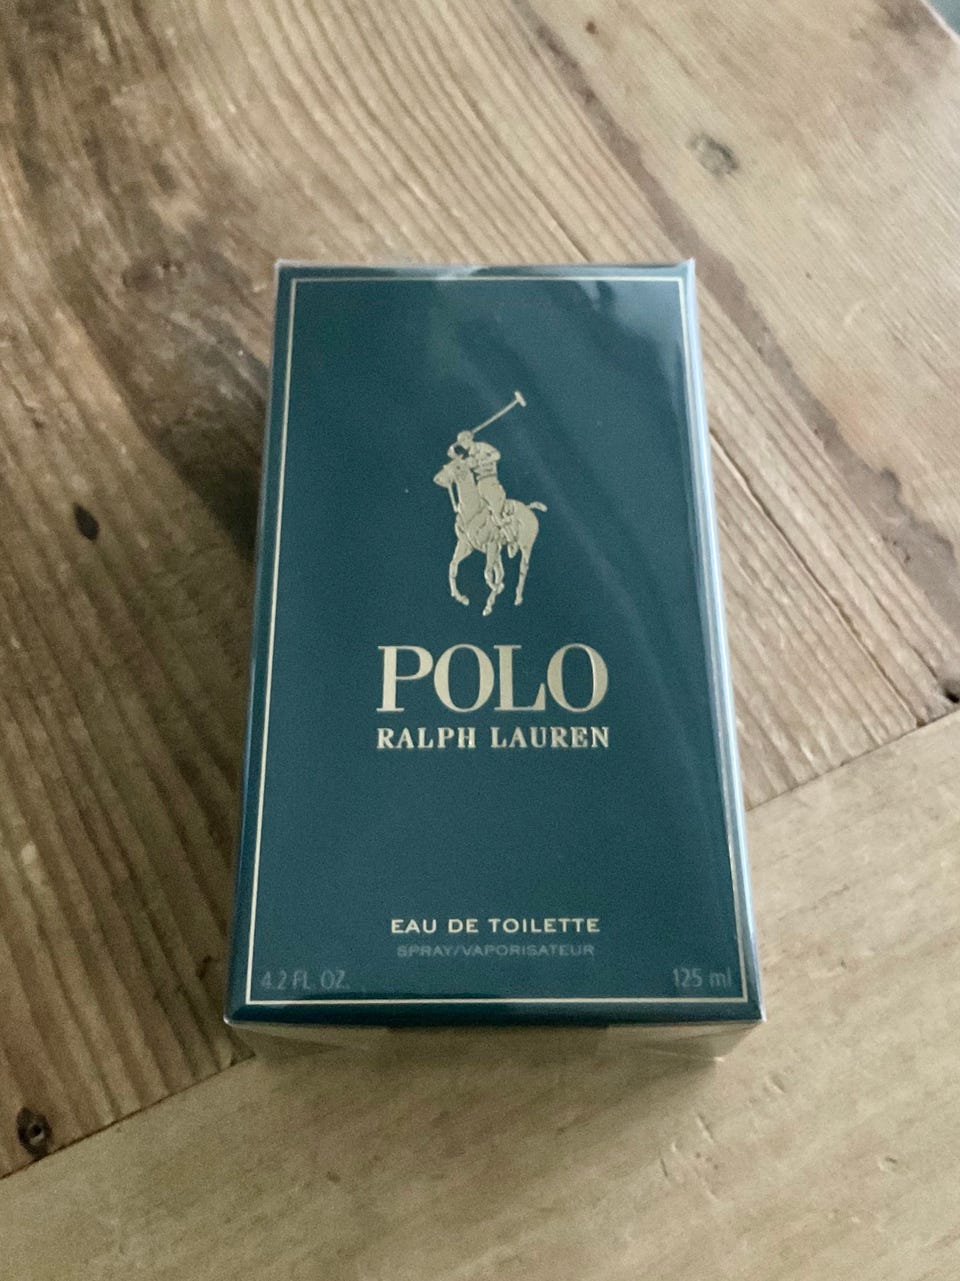 POLO
RALPH LAUREN
EAU DE TOILETTE
SPRAY/VAPORISATEUR
4.2 FL. OZ. 125 ml